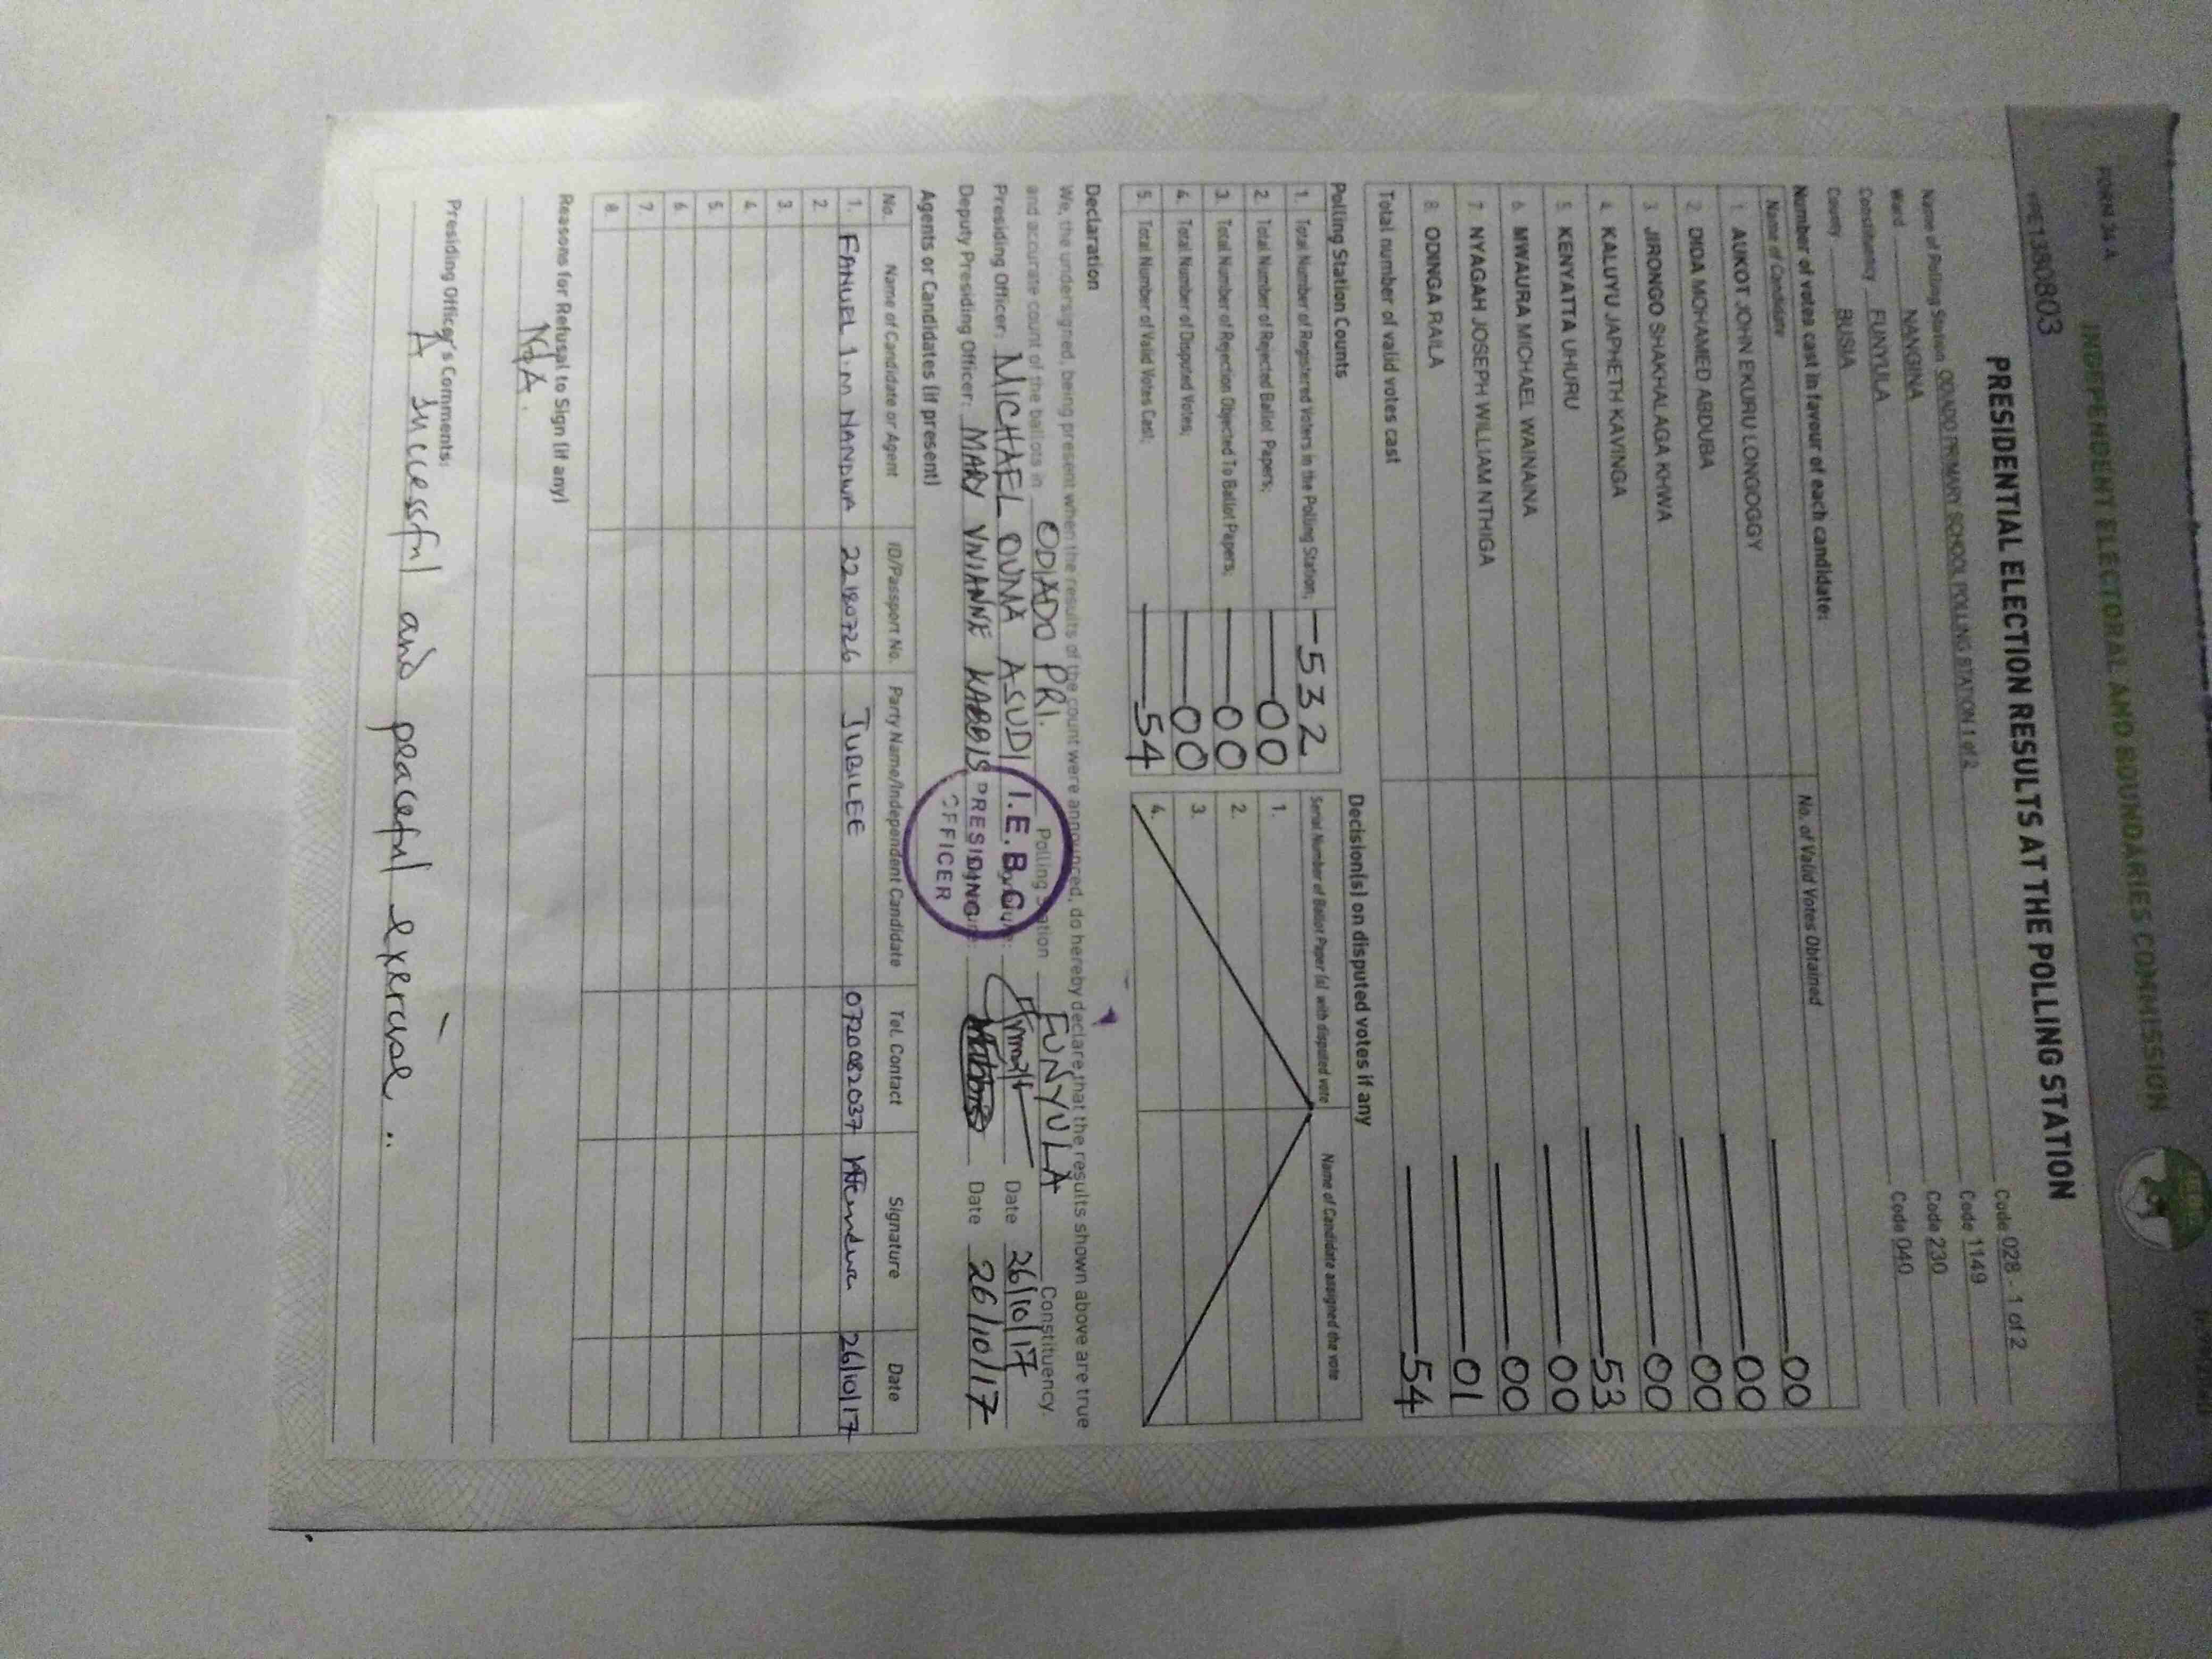 FORM 34 A
INDEPENDENT ELECTORAL AND BOUNDARIES COMMISSION
PRESIDENTIAL ELECTION RESULTS AT THE POLLING STATION
Name of Polling Station ODIADO PRIMARY SCHOOL POLLING STATION 1 of 2 Code 028 - 1 of 2
Ward NANGINA Code 1149
Constituency FUNYULA Code 230
County BUSIA Code 040
Number of votes cast in favour of each candidate:
Name of Candidate No. of Valid Votes Obtained
1. AUKOT JOHN EKURU LONGOGGY 00
2. DIDA MOHAMED ABDUBA 00
3. JIRONGO SHAKHALAGA KHWA 00
4. KALUYU JAPHETH KAVINGA 00
5. KENYATTA UHURU 53
6. MWAURA MICHAEL WAINAINA 00
7. NYAGAH JOSEPH WILLIAM NTHIGA 00
8. ODINGA RAILA 01
Total number of valid votes cast 54
Polling Station Counts
1. Total Number of Registered Voters in the Polling Station; 532
2. Total Number of Rejected Ballot Papers; 00
3. Total Number of Rejection Objected To Ballot Papers; 00
4. Total Number of Disputed Votes; 00
5. Total Number of Valid Votes Cast; 54
Decision(s) on disputed votes if any
Serial Number of Ballot Paper (s) with disputed vote Name of Candidate assigned the vote
1.
2.
3.
4.
Declaration
We, the undersigned, being present when the results of the count were announced, do hereby declare that the results shown above are true
and accurate count of the ballots in ODIADO PRI. Polling Station FUNYULA Constituency.
Presiding Officer: MICHAEL OUMA ASUDI Date 26/10/17
Deputy Presiding Officer: MARY VIVIANNE KABBIS Date 26/10/17
I.E.B.C
PRESIDING
OFFICER
Agents or Candidates (if present)
No. Name of Candidate or Agent ID/Passport No. Party Name/Independent Candidate Tel. Contact Signature Date
1. FANUEL I.M NANDWA 22180726 JUBILEE 0720082037 26/10/17
2.
3.
4.
5.
6.
7.
8.
Reasons for Refusal to Sign (if any)
N/A.
Presiding Officer's Comments:
A successful and peaceful exercise..